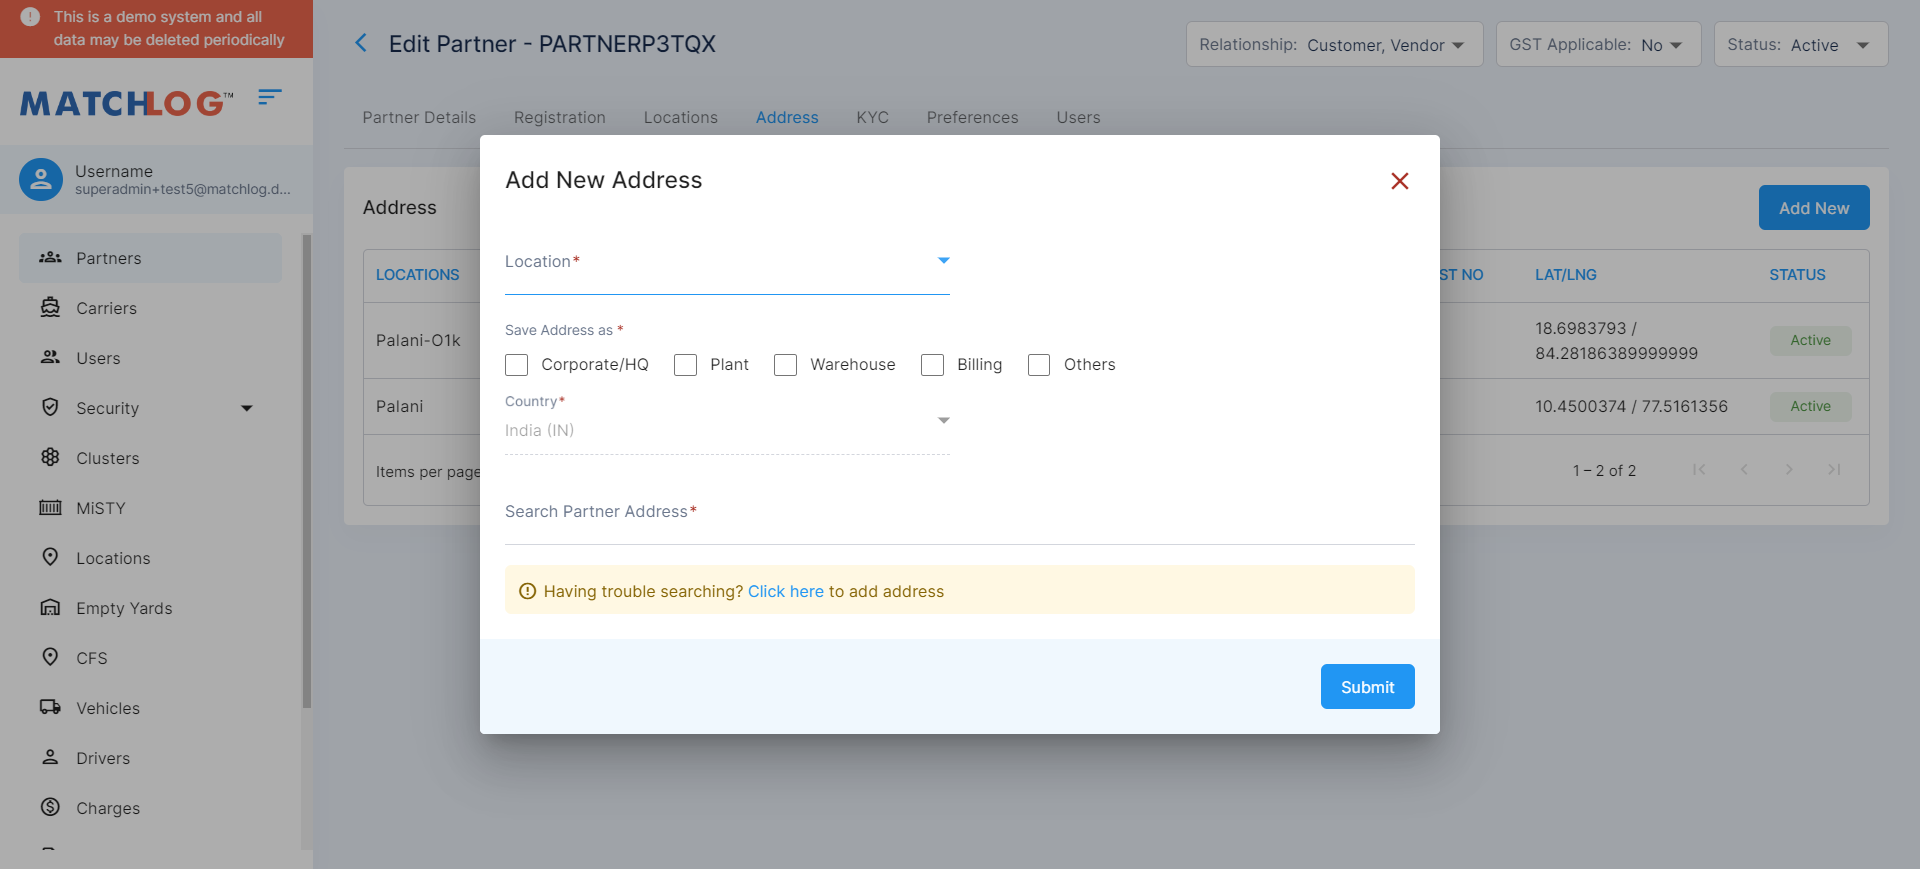 This is a demo system and all
data may be deleted periodically
MATCHLOG™
Username
superadmin+test5@matchlog.d...
Partners
Carriers
Users
Security
Clusters
MiSTY
Locations
Empty Yards
CFS
Vehicles
Drivers
Charges
Edit Partner - PARTNERP3TQX
Relationship: Customer, Vendor
GST Applicable: No
Status: Active
Partner Details Registration Locations Address KYC Preferences Users
Address
Add New
LOCATIONS ST NO LAT/LNG STATUS
Palani-O1k 18.6983793 /
84.28186389999999 Active
Palani 10.4500374 / 77.5161356 Active
Items per page 1 – 2 of 2
Add New Address
Location*
Save Address as *
Corporate/HQ Plant Warehouse Billing Others
Country*
India (IN)
Search Partner Address*
Having trouble searching? Click here to add address
Submit